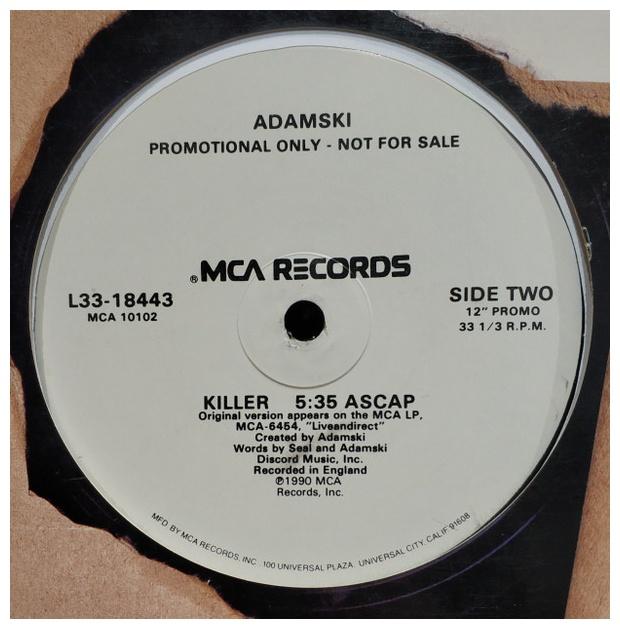 ADAMSKI
PROMOTIONAL ONLY - NOT FOR SALE
® MCA RECORDS
L33-18443
MCA 10102
SIDE TWO
12" PROMO
33 1/3 R.P.M.
KILLER 5:35 ASCAP
Original version appears on the MCA LP,
MCA-6454, "Liveandirect"
Created by Adamski
Words by Seal and Adamski
Discord Music, Inc.
Recorded in England
℗1990 MCA
Records, Inc.
MFD. BY MCA RECORDS, INC. 100 UNIVERSAL PLAZA. UNIVERSAL CITY, CALIF. 91608